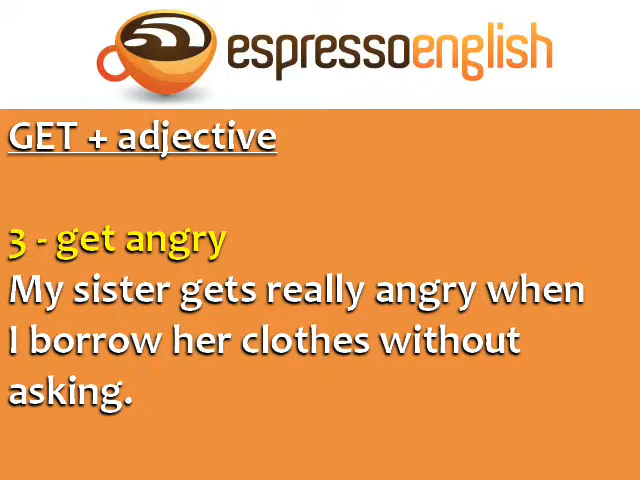 espressoenglish
GET + adjective
3 - get angry
My sister gets really angry when
I borrow her clothes without
asking.